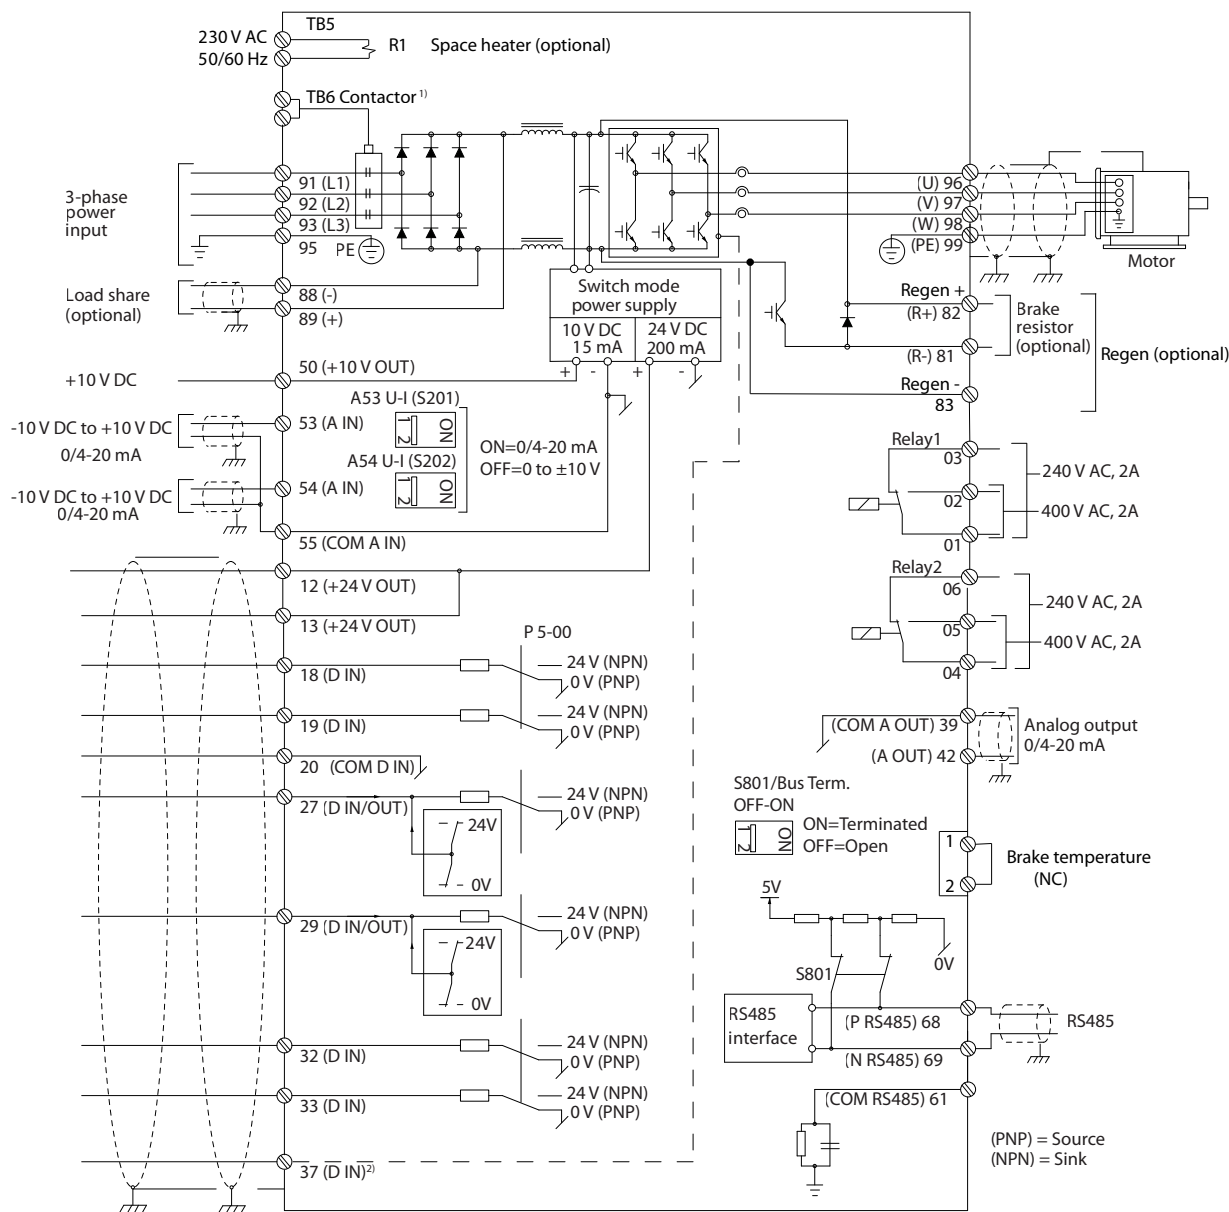 TB5
230 V AC
50/60 Hz
R1
Space heater (optional)
TB6 Contactor 1)
3-phase
power
input
91 (L1)
92 (L2)
93 (L3)
95
PE
Load share
(optional)
88 (-)
89 (+)
+10 V DC
50 (+10 V OUT)
Switch mode
power supply
10 V DC
15 mA
24 V DC
200 mA
+ - + -
(U) 96
(V) 97
(W) 98
(PE) 99
Motor
Regen +
(R+) 82
Brake
resistor
(optional)
(R-) 81
Regen (optional)
Regen -
83
-10 V DC to +10 V DC
0/4-20 mA
53 (A IN)
A53 U-I (S201)
1 2
ON
-10 V DC to +10 V DC
0/4-20 mA
54 (A IN)
A54 U-I (S202)
1 2
ON
ON=0/4-20 mA
OFF=0 to ±10 V
55 (COM A IN)
12 (+24 V OUT)
13 (+24 V OUT)
Relay1
03
240 V AC, 2A
02
400 V AC, 2A
01
Relay2
06
240 V AC, 2A
05
400 V AC, 2A
04
P 5-00
18 (D IN)
24 V (NPN)
0 V (PNP)
19 (D IN)
24 V (NPN)
0 V (PNP)
20 (COM D IN)
27 (D IN/OUT)
24 V (NPN)
0 V (PNP)
24V
0V
29 (D IN/OUT)
24 V (NPN)
0 V (PNP)
24V
0V
32 (D IN)
24 V (NPN)
0 V (PNP)
33 (D IN)
24 V (NPN)
0 V (PNP)
37 (D IN) 2)
(COM A OUT) 39
(A OUT) 42
Analog output
0/4-20 mA
S801/Bus Term.
OFF-ON
1 2
ON
ON=Terminated
OFF=Open
1
2
Brake temperature
(NC)
5V
0V
S801
RS485
interface
(P RS485) 68
(N RS485) 69
RS485
(COM RS485) 61
(PNP) = Source
(NPN) = Sink